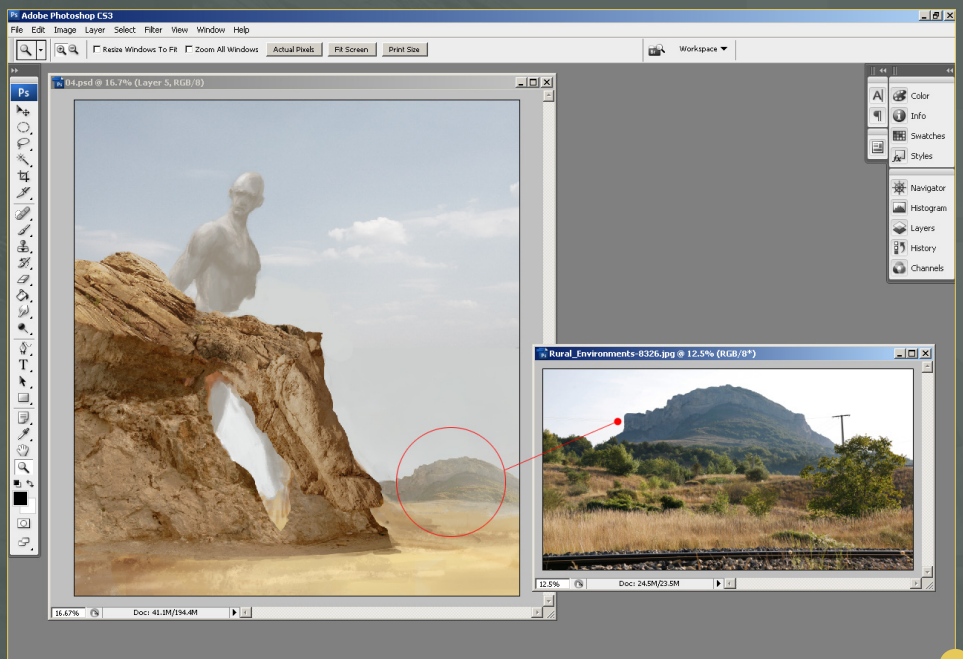 Ps Adobe Photoshop CS3
File Edit Image Layer Select Filter View Window Help
Resize Windows To Fit Zoom All Windows Actual Pixels Fit Screen Print Size Workspace
Ps
04.psd @ 16.7% (Layer 5, RGB/8)
A
Color
Info
Swatches
fx Styles
Navigator
Histogram
Layers
History
Channels
T
Rural_Environments-8326.jpg @ 12.5% (RGB/8*)
12.5% Doc: 24.5M/23.5M
16.67% Doc: 41.1M/194.4M